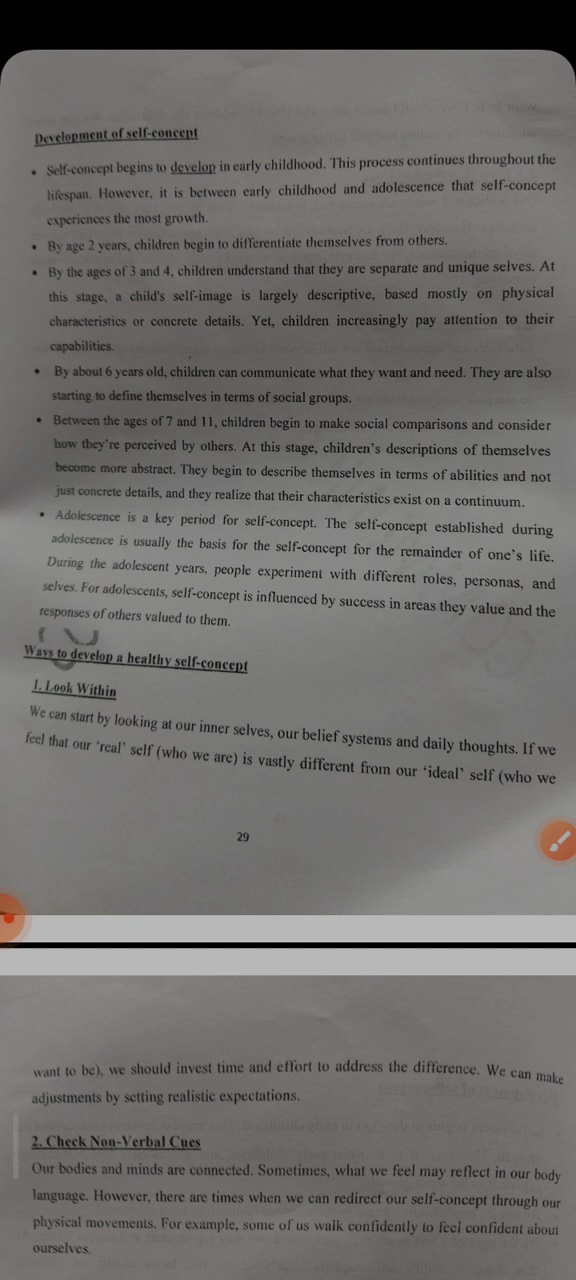 Development of self-concept
• Self-concept begins to develop in early childhood. This process continues throughout the
lifespan. However, it is between early childhood and adolescence that self-concept
experiences the most growth.
• By age 2 years, children begin to differentiate themselves from others.
• By the ages of 3 and 4, children understand that they are separate and unique selves. At
this stage, a child's self-image is largely descriptive, based mostly on physical
characteristics or concrete details. Yet, children increasingly pay attention to their
capabilities.
• By about 6 years old, children can communicate what they want and need. They are also
starting to define themselves in terms of social groups.
• Between the ages of 7 and 11, children begin to make social comparisons and consider
how they're perceived by others. At this stage, children's descriptions of themselves
become more abstract. They begin to describe themselves in terms of abilities and not
just concrete details, and they realize that their characteristics exist on a continuum.
• Adolescence is a key period for self-concept. The self-concept established during
adolescence is usually the basis for the self-concept for the remainder of one's life.
During the adolescent years, people experiment with different roles, personas, and
selves. For adolescents, self-concept is influenced by success in areas they value and the
responses of others valued to them.
Ways to develop a healthy self-concept
1. Look Within
We can start by looking at our inner selves, our belief systems and daily thoughts. If we
feel that our 'real' self (who we are) is vastly different from our 'ideal' self (who we
29
want to be), we should invest time and effort to address the difference. We can make
adjustments by setting realistic expectations.
2. Check Non-Verbal Cues
Our bodies and minds are connected. Sometimes, what we feel may reflect in our body
language. However, there are times when we can redirect our self-concept through our
physical movements. For example, some of us walk confidently to feel confident about
ourselves.